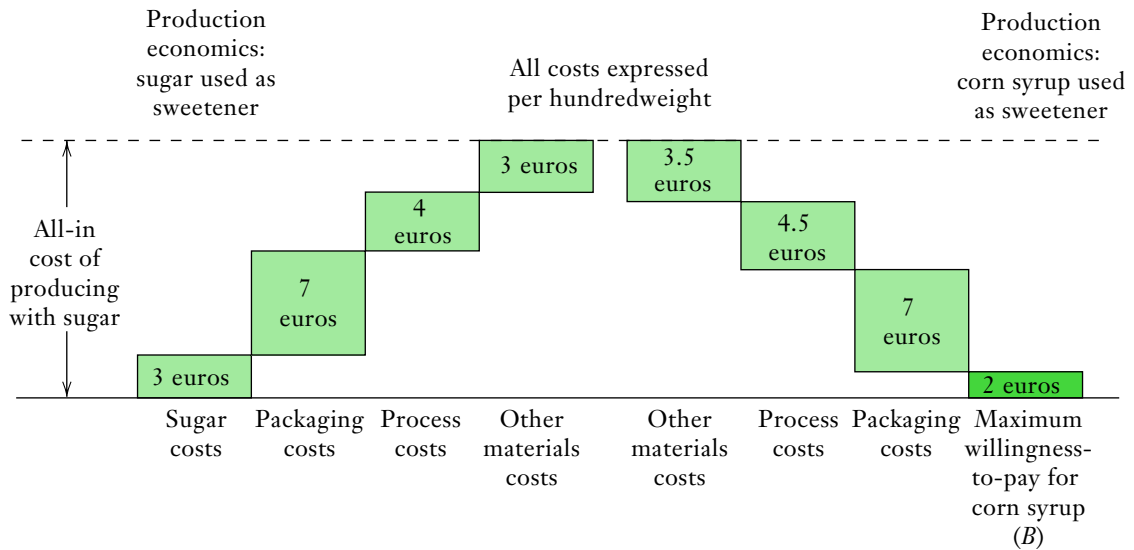 Production
economics:
sugar used as
sweetener
All costs expressed
per hundredweight
Production
economics:
corn syrup used
as sweetener
All-in
cost of
producing
with sugar
3 euros
7
euros
4
euros
3 euros
3.5
euros
4.5
euros
7
euros
2 euros
Sugar
costs
Packaging
costs
Process
costs
Other
materials
costs
Other
materials
costs
Process
costs
Packaging
costs
Maximum
willingness-
to-pay for
corn syrup
(B)